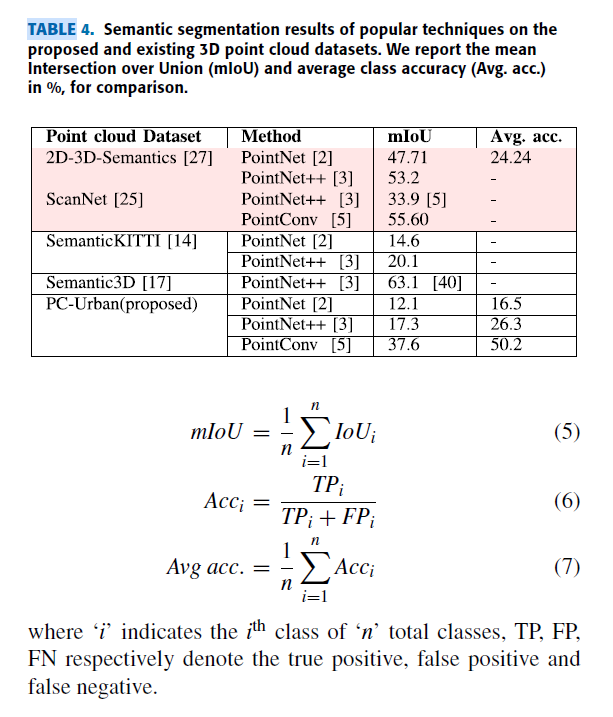 TABLE 4. Semantic segmentation results of popular techniques on the
proposed and existing 3D point cloud datasets. We report the mean
Intersection over Union (mIoU) and average class accuracy (Avg. acc.)
in %, for comparison.
Point cloud Dataset Method mIoU Avg. acc.
2D-3D-Semantics [27] PointNet [2] 47.71 24.24
PointNet++ [3] 53.2 -
ScanNet [25] PointNet++ [3] 33.9 [5] -
PointConv [5] 55.60 -
SemanticKITTI [14] PointNet [2] 14.6 -
PointNet++ [3] 20.1 -
Semantic3D [17] PointNet++ [3] 63.1 [40] -
PC-Urban(proposed) PointNet [2] 12.1 16.5
PointNet++ [3] 17.3 26.3
PointConv [5] 37.6 50.2
mIoU = \frac{1}{n} \sum_{i=1}^{n} IoU_i (5)
Acc_i = \frac{TP_i}{TP_i + FP_i} (6)
Avg acc. = \frac{1}{n} \sum_{i=1}^{n} Acc_i (7)
where ‘i’ indicates the i^{th} class of ‘n’ total classes, TP, FP,
FN respectively denote the true positive, false positive and
false negative.